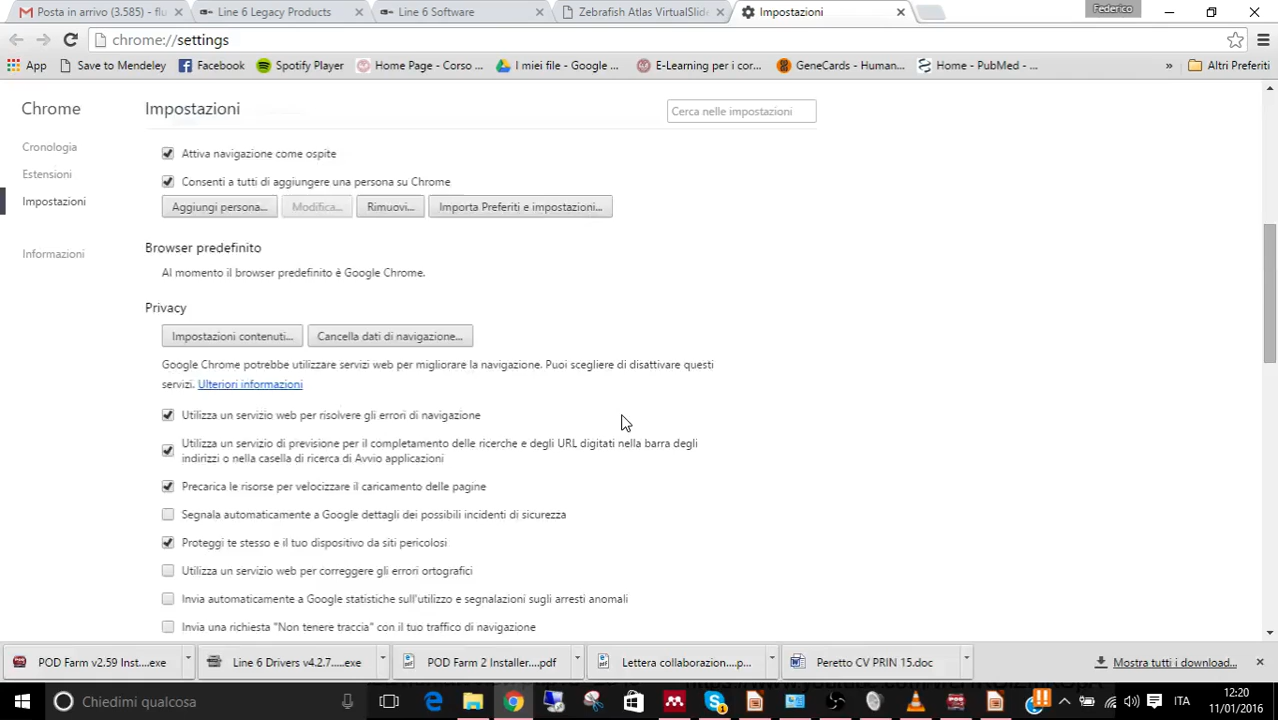 Posta in arrivo (3.585) - flu
Line 6 Legacy Products
Line 6 Software
Zebrafish Atlas VirtualSlide
Impostazioni
Federico
chrome://settings
App
Save to Mendeley
Facebook
Spotify Player
Home Page - Corso ...
I miei file - Google ...
E-Learning per i cor...
GeneCards - Human...
Home - PubMed - ...
»
Altri Preferiti
Chrome
Impostazioni
Cerca nelle impostazioni
Cronologia
Estensioni
Impostazioni
Informazioni
Attiva navigazione come ospite
Consenti a tutti di aggiungere una persona su Chrome
Aggiungi persona...
Modifica...
Rimuovi...
Importa Preferiti e impostazioni...
Browser predefinito
Al momento il browser predefinito è Google Chrome.
Privacy
Impostazioni contenuti...
Cancella dati di navigazione...
Google Chrome potrebbe utilizzare servizi web per migliorare la navigazione. Puoi scegliere di disattivare questi
servizi. Ulteriori informazioni
Utilizza un servizio web per risolvere gli errori di navigazione
Utilizza un servizio di previsione per il completamento delle ricerche e degli URL digitati nella barra degli
indirizzi o nella casella di ricerca di Avvio applicazioni
Precarica le risorse per velocizzare il caricamento delle pagine
Segnala automaticamente a Google dettagli dei possibili incidenti di sicurezza
Proteggi te stesso e il tuo dispositivo da siti pericolosi
Utilizza un servizio web per correggere gli errori ortografici
Invia automaticamente a Google statistiche sull'utilizzo e segnalazioni sugli arresti anomali
Invia una richiesta "Non tenere traccia" con il tuo traffico di navigazione
POD Farm v2.59 Inst....exe
Line 6 Drivers v4.2.7.....exe
POD Farm 2 Installer....pdf
Lettera collaborazion....p...
Peretto CV PRIN 15.doc
Mostra tutti i download...
Chiedimi qualcosa
ITA
12:20
11/01/2016